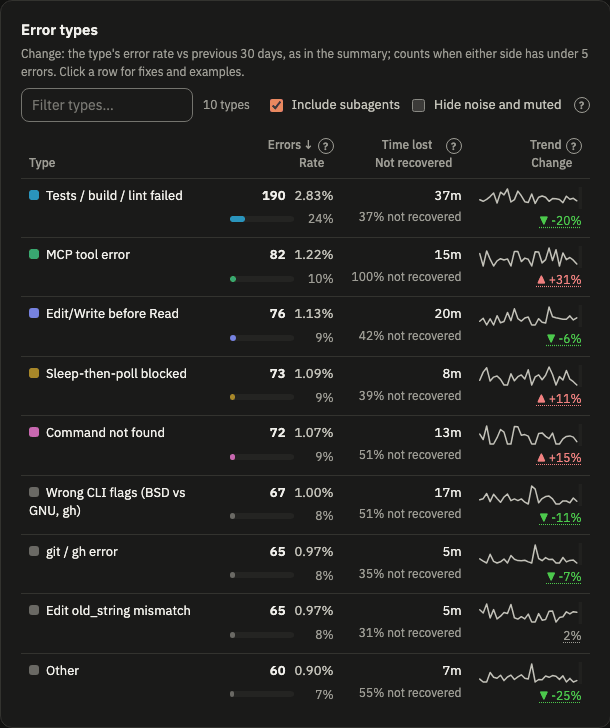 Error types
Change: the type's error rate vs previous 30 days, as in the summary; counts when either side has under 5
errors. Click a row for fixes and examples.
Filter types... 10 types Include subagents Hide noise and muted ?
Errors ↓ ? Time lost ? Trend ?
Type Rate Not recovered Change
Tests / build / lint failed 190 2.83% 37m
24% 37% not recovered ▼ -20%
MCP tool error 82 1.22% 15m
10% 100% not recovered ▲ +31%
Edit/Write before Read 76 1.13% 20m
9% 42% not recovered ▼ -6%
Sleep-then-poll blocked 73 1.09% 8m
9% 39% not recovered ▲ +11%
Command not found 72 1.07% 13m
9% 51% not recovered ▲ +15%
Wrong CLI flags (BSD vs 67 1.00% 17m
GNU, gh) 8% 51% not recovered ▼ -11%
git / gh error 65 0.97% 5m
8% 35% not recovered ▼ -7%
Edit old_string mismatch 65 0.97% 5m
8% 31% not recovered 2%
Other 60 0.90% 7m
7% 55% not recovered ▼ -25%